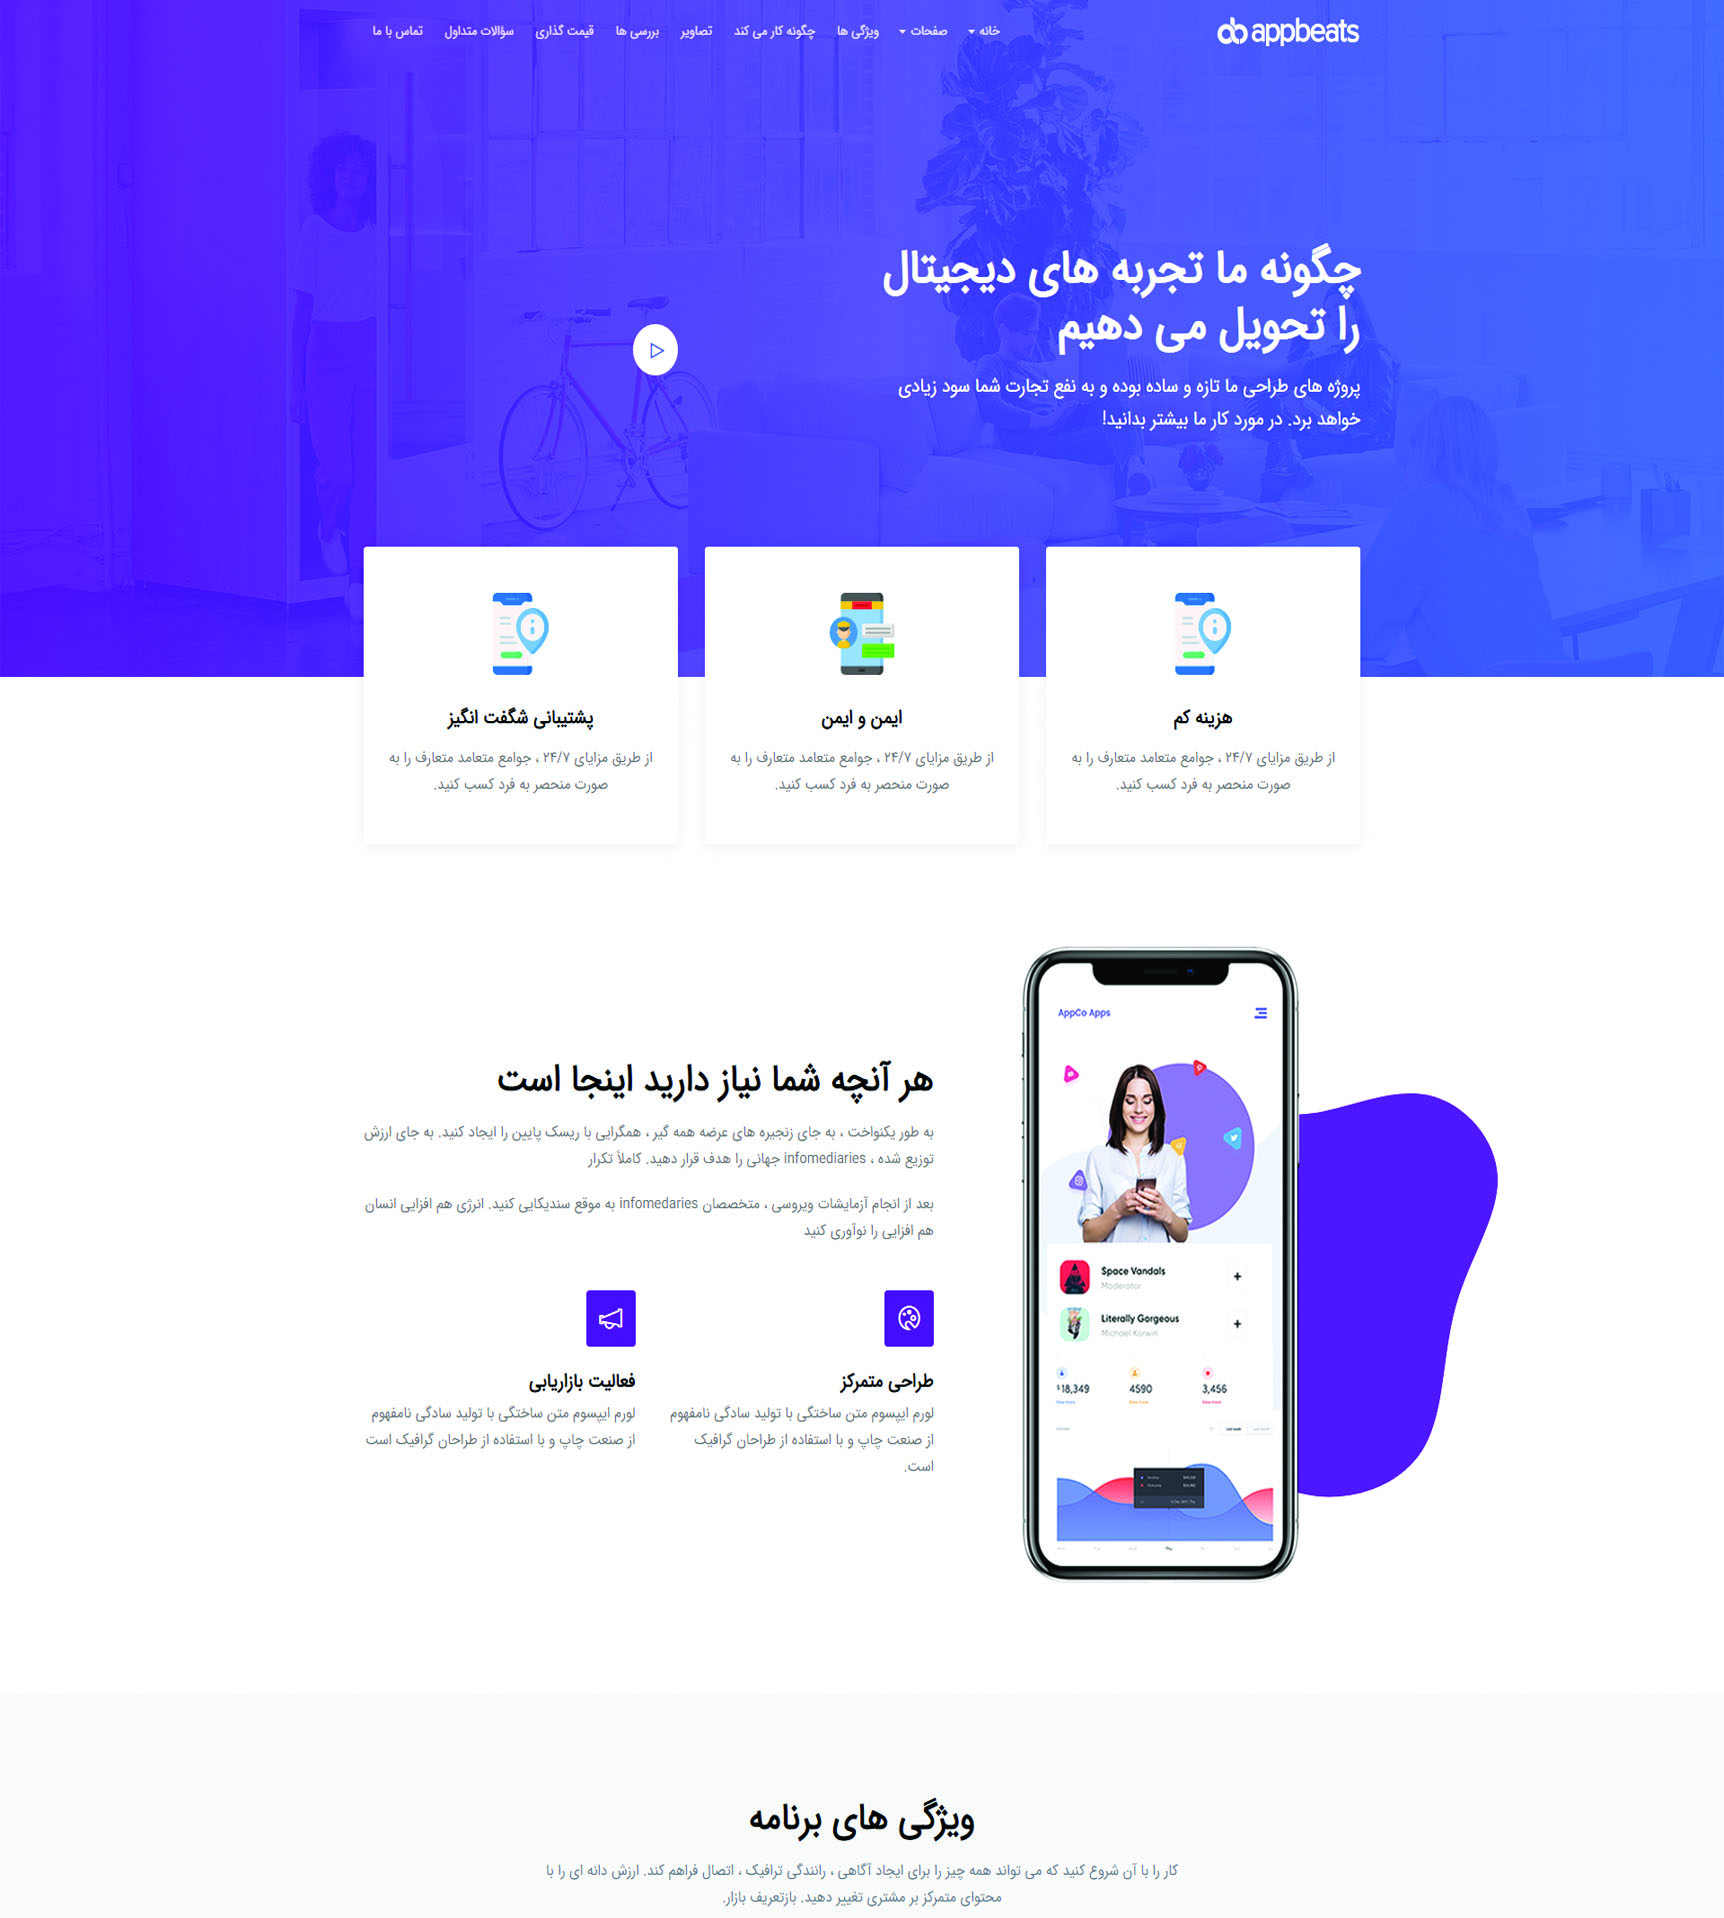 appbeats
خانه
صفحات
ویژگی ها
چگونه کار می کند
تصاویر
بررسی ها
قیمت گذاری
سؤالات متداول
تماس با ما
چگونه ما تجربه های دیجیتال
را تحویل می دهیم
پروژه های طراحی ما تازه و ساده بوده و به نفع تجارت شما سود زیادی
خواهد برد. در مورد کار ما بیشتر بدانید!
هزینه کم
از طریق مزایای ۲۴/۷ ، جوامع متعامد متعارف را به
صورت منحصر به فرد کسب کنید.
ایمن و ایمن
از طریق مزایای ۲۴/۷ ، جوامع متعامد متعارف را به
صورت منحصر به فرد کسب کنید.
پشتیبانی شگفت انگیز
از طریق مزایای ۲۴/۷ ، جوامع متعامد متعارف را به
صورت منحصر به فرد کسب کنید.
AppCo Apps
Space Vandals
Moderator
Literally Gorgeous
Michael Korwin
$18,349
4590
3,456
هر آنچه شما نیاز دارید اینجا است
به طور یکنواخت ، به جای زنجیره های عرضه همه گیر ، همگرایی با ریسک پایین را ایجاد کنید. به جای ارزش
توزیع شده ، infomediaries جهانی را هدف قرار دهید. کاملاً تکرار
بعد از انجام آزمایشات ویروسی ، متخصصان infomedaries به موقع سندیکایی کنید. انرژی هم افزایی انسان
هم افزایی را نوآوری کنید
طراحی متمرکز
لورم ایپسوم متن ساختگی با تولید سادگی نامفهوم
از صنعت چاپ و با استفاده از طراحان گرافیک
است.
فعالیت بازاریابی
لورم ایپسوم متن ساختگی با تولید سادگی نامفهوم
از صنعت چاپ و با استفاده از طراحان گرافیک است
ویژگی های برنامه
کار را با آن شروع کنید که می تواند همه چیز را برای ایجاد آگاهی ، رانندگی ترافیک ، اتصال فراهم کند. ارزش دانه ای را با
محتوای متمرکز بر مشتری تغییر دهید. بازتعریف بازار.